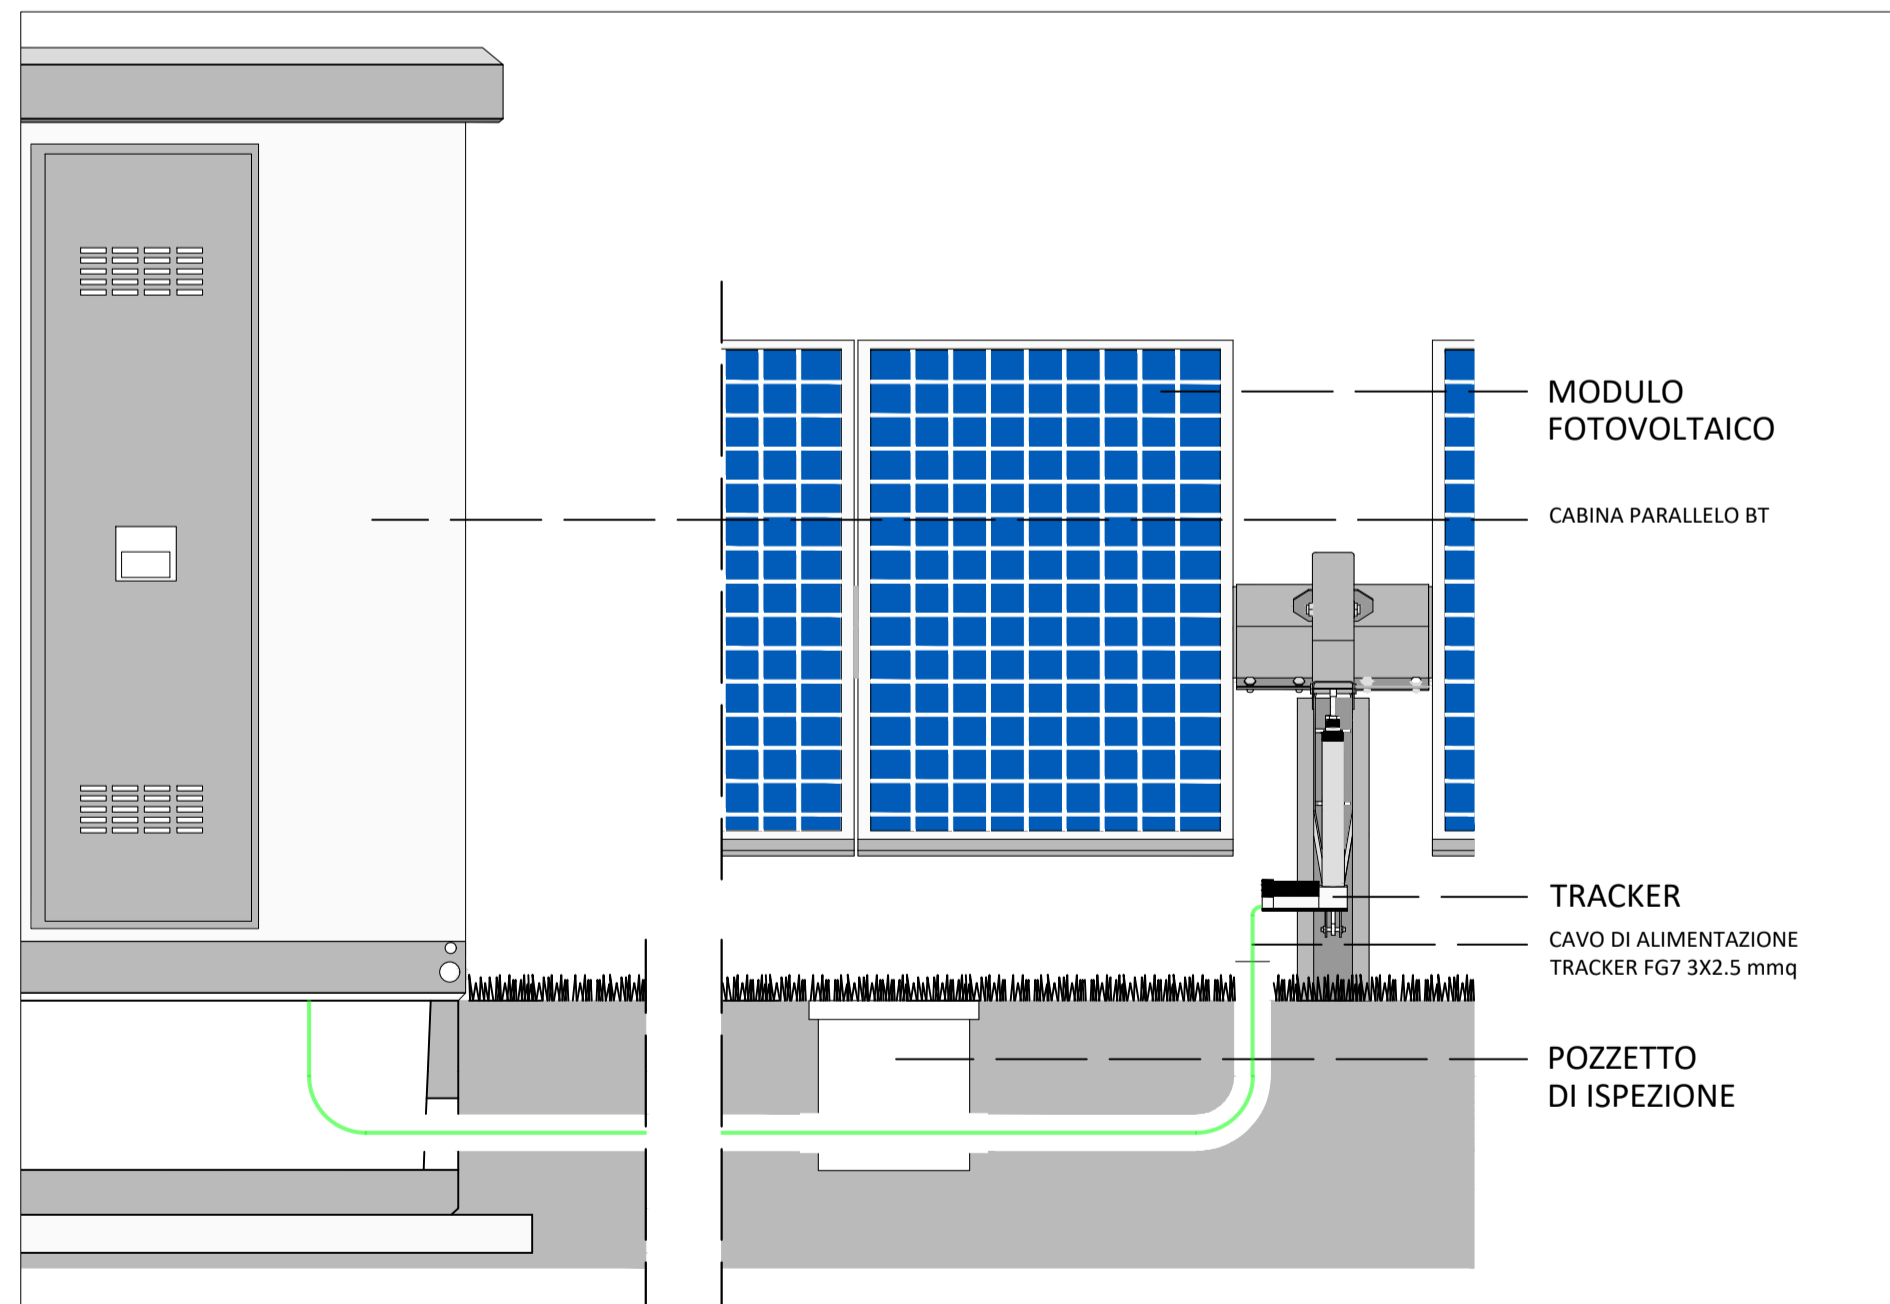 MODULO
FOTOVOLTAICO
CABINA PARALLELO BT
TRACKER
CAVO DI ALIMENTAZIONE
TRACKER FG7 3X2.5 mmq
POZZETTO
DI ISPEZIONE